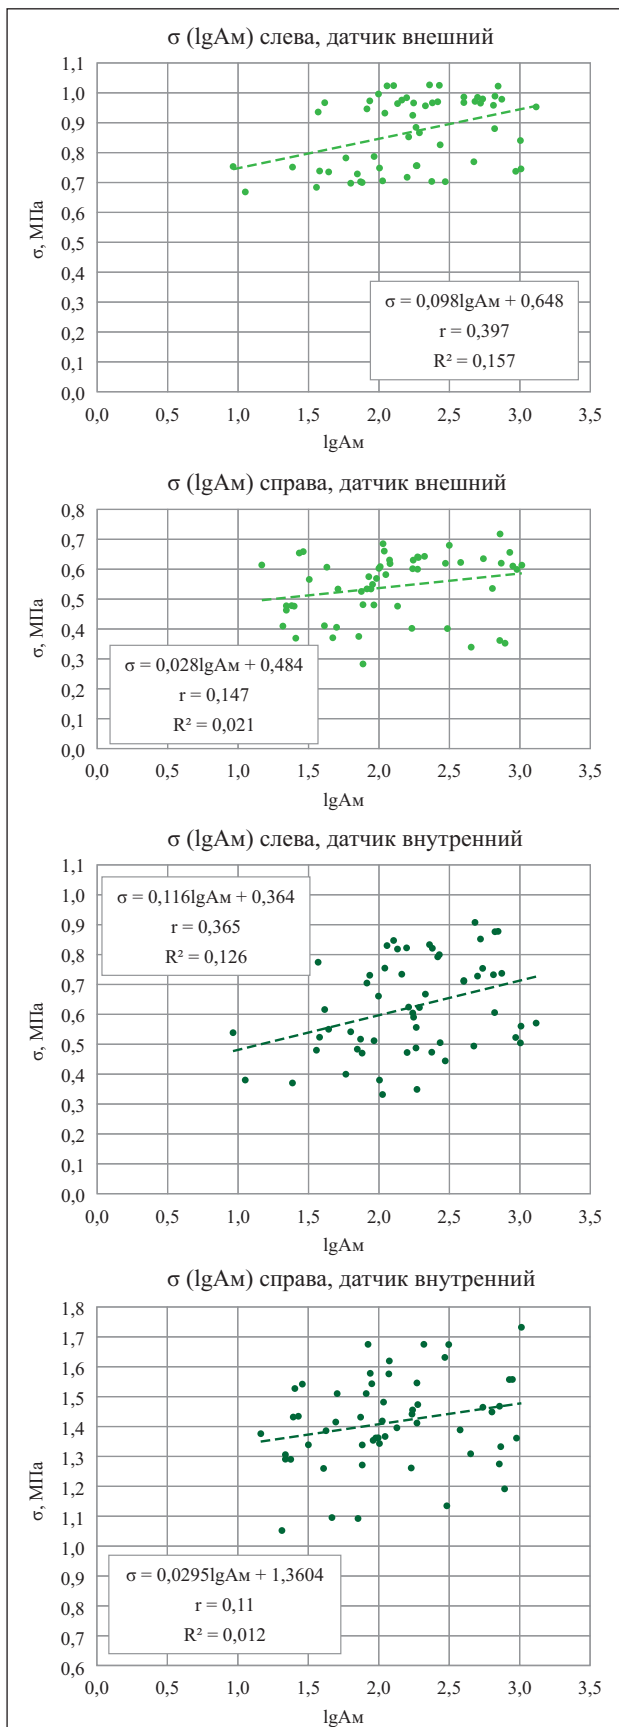 σ (lgAм) слева, датчик внешний
1,1
1,0
0,9
0,8
0,7
0,6
0,5
0,4
0,3
0,2
0,1
0,0
σ, МПа
σ = 0,098lgAм + 0,648
r = 0,397
R² = 0,157
0,0 0,5 1,0 1,5 2,0 2,5 3,0 3,5
lgAм
σ (lgAм) справа, датчик внешний
0,8
0,7
0,6
0,5
0,4
0,3
0,2
0,1
0,0
σ, МПа
σ = 0,028lgAм + 0,484
r = 0,147
R² = 0,021
0,0 0,5 1,0 1,5 2,0 2,5 3,0 3,5
lgAм
σ (lgAм) слева, датчик внутренний
1,1
1,0
0,9
0,8
0,7
0,6
0,5
0,4
0,3
0,2
0,1
0,0
σ, МПа
σ = 0,116lgAм + 0,364
r = 0,365
R² = 0,126
0,0 0,5 1,0 1,5 2,0 2,5 3,0 3,5
lgAм
σ (lgAм) справа, датчик внутренний
1,8
1,7
1,6
1,5
1,4
1,3
1,2
1,1
1,0
0,9
0,8
0,7
0,6
σ, МПа
σ = 0,0295lgAм + 1,3604
r = 0,11
R² = 0,012
0,0 0,5 1,0 1,5 2,0 2,5 3,0 3,5
lgAм